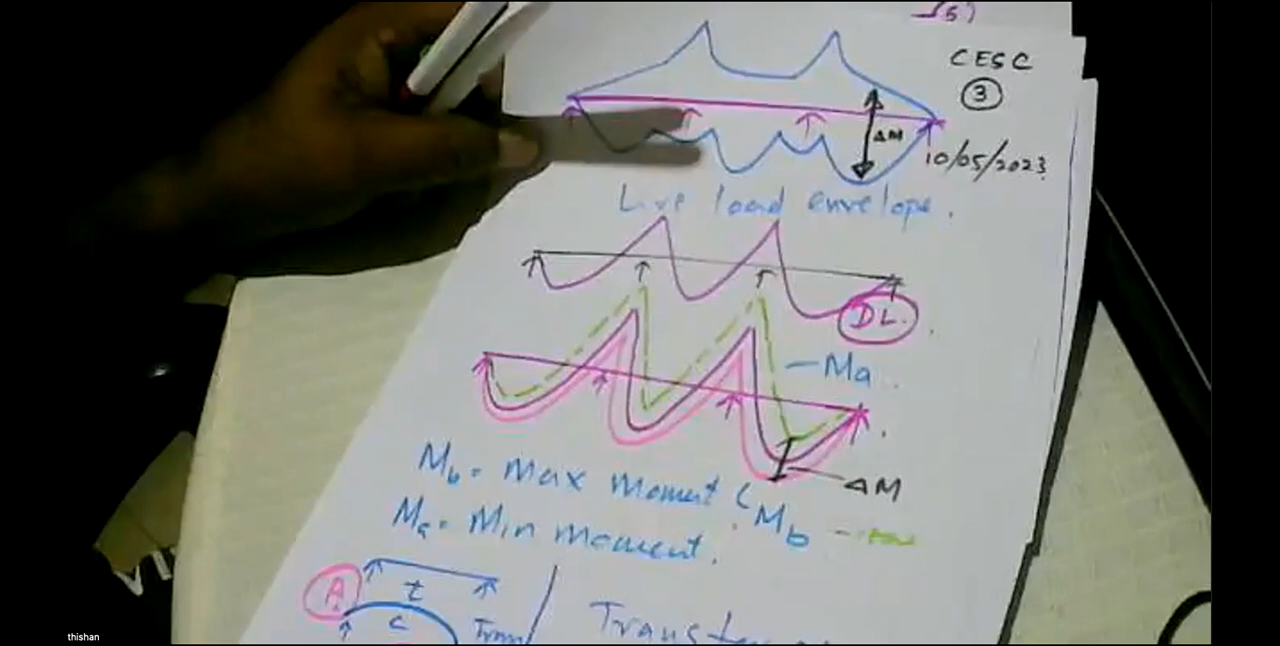 CESC
3
ΔM
10/05/2023
Live load envelope.
DL.
Ma
ΔM
Mb = Max Moment (Mb
Ma = Min moment.
A
t
c
thishan